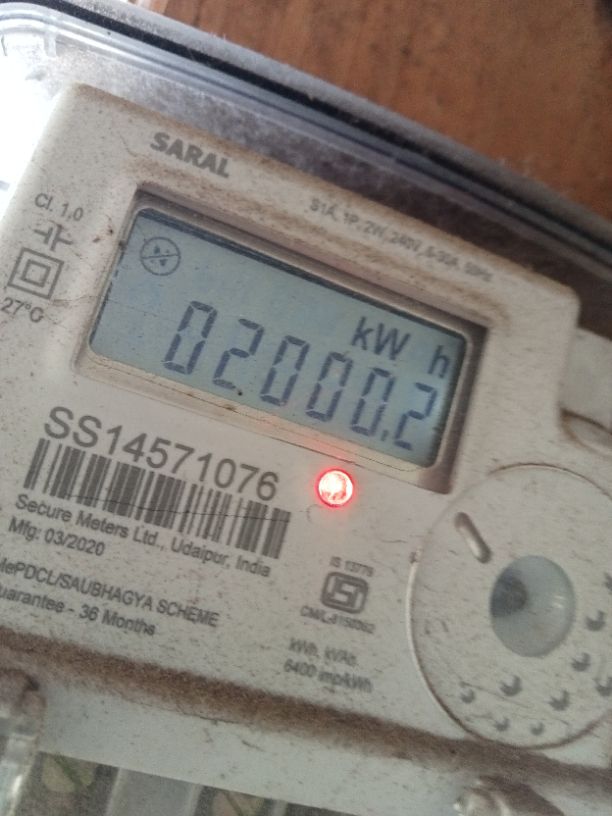 SARAL
Cl. 1.0
S1A, 1P, 2W, 240V, 5-30A, 50Hz
27°C
kW h
02000.2
SS14571076
Secure Meters Ltd., Udaipur, India
Mfg: 03/2020
MePDCL/SAUBHAGYA SCHEME
Guarantee - 36 Months
IS 13779
kWh, kVAh
6400 imp/kWh